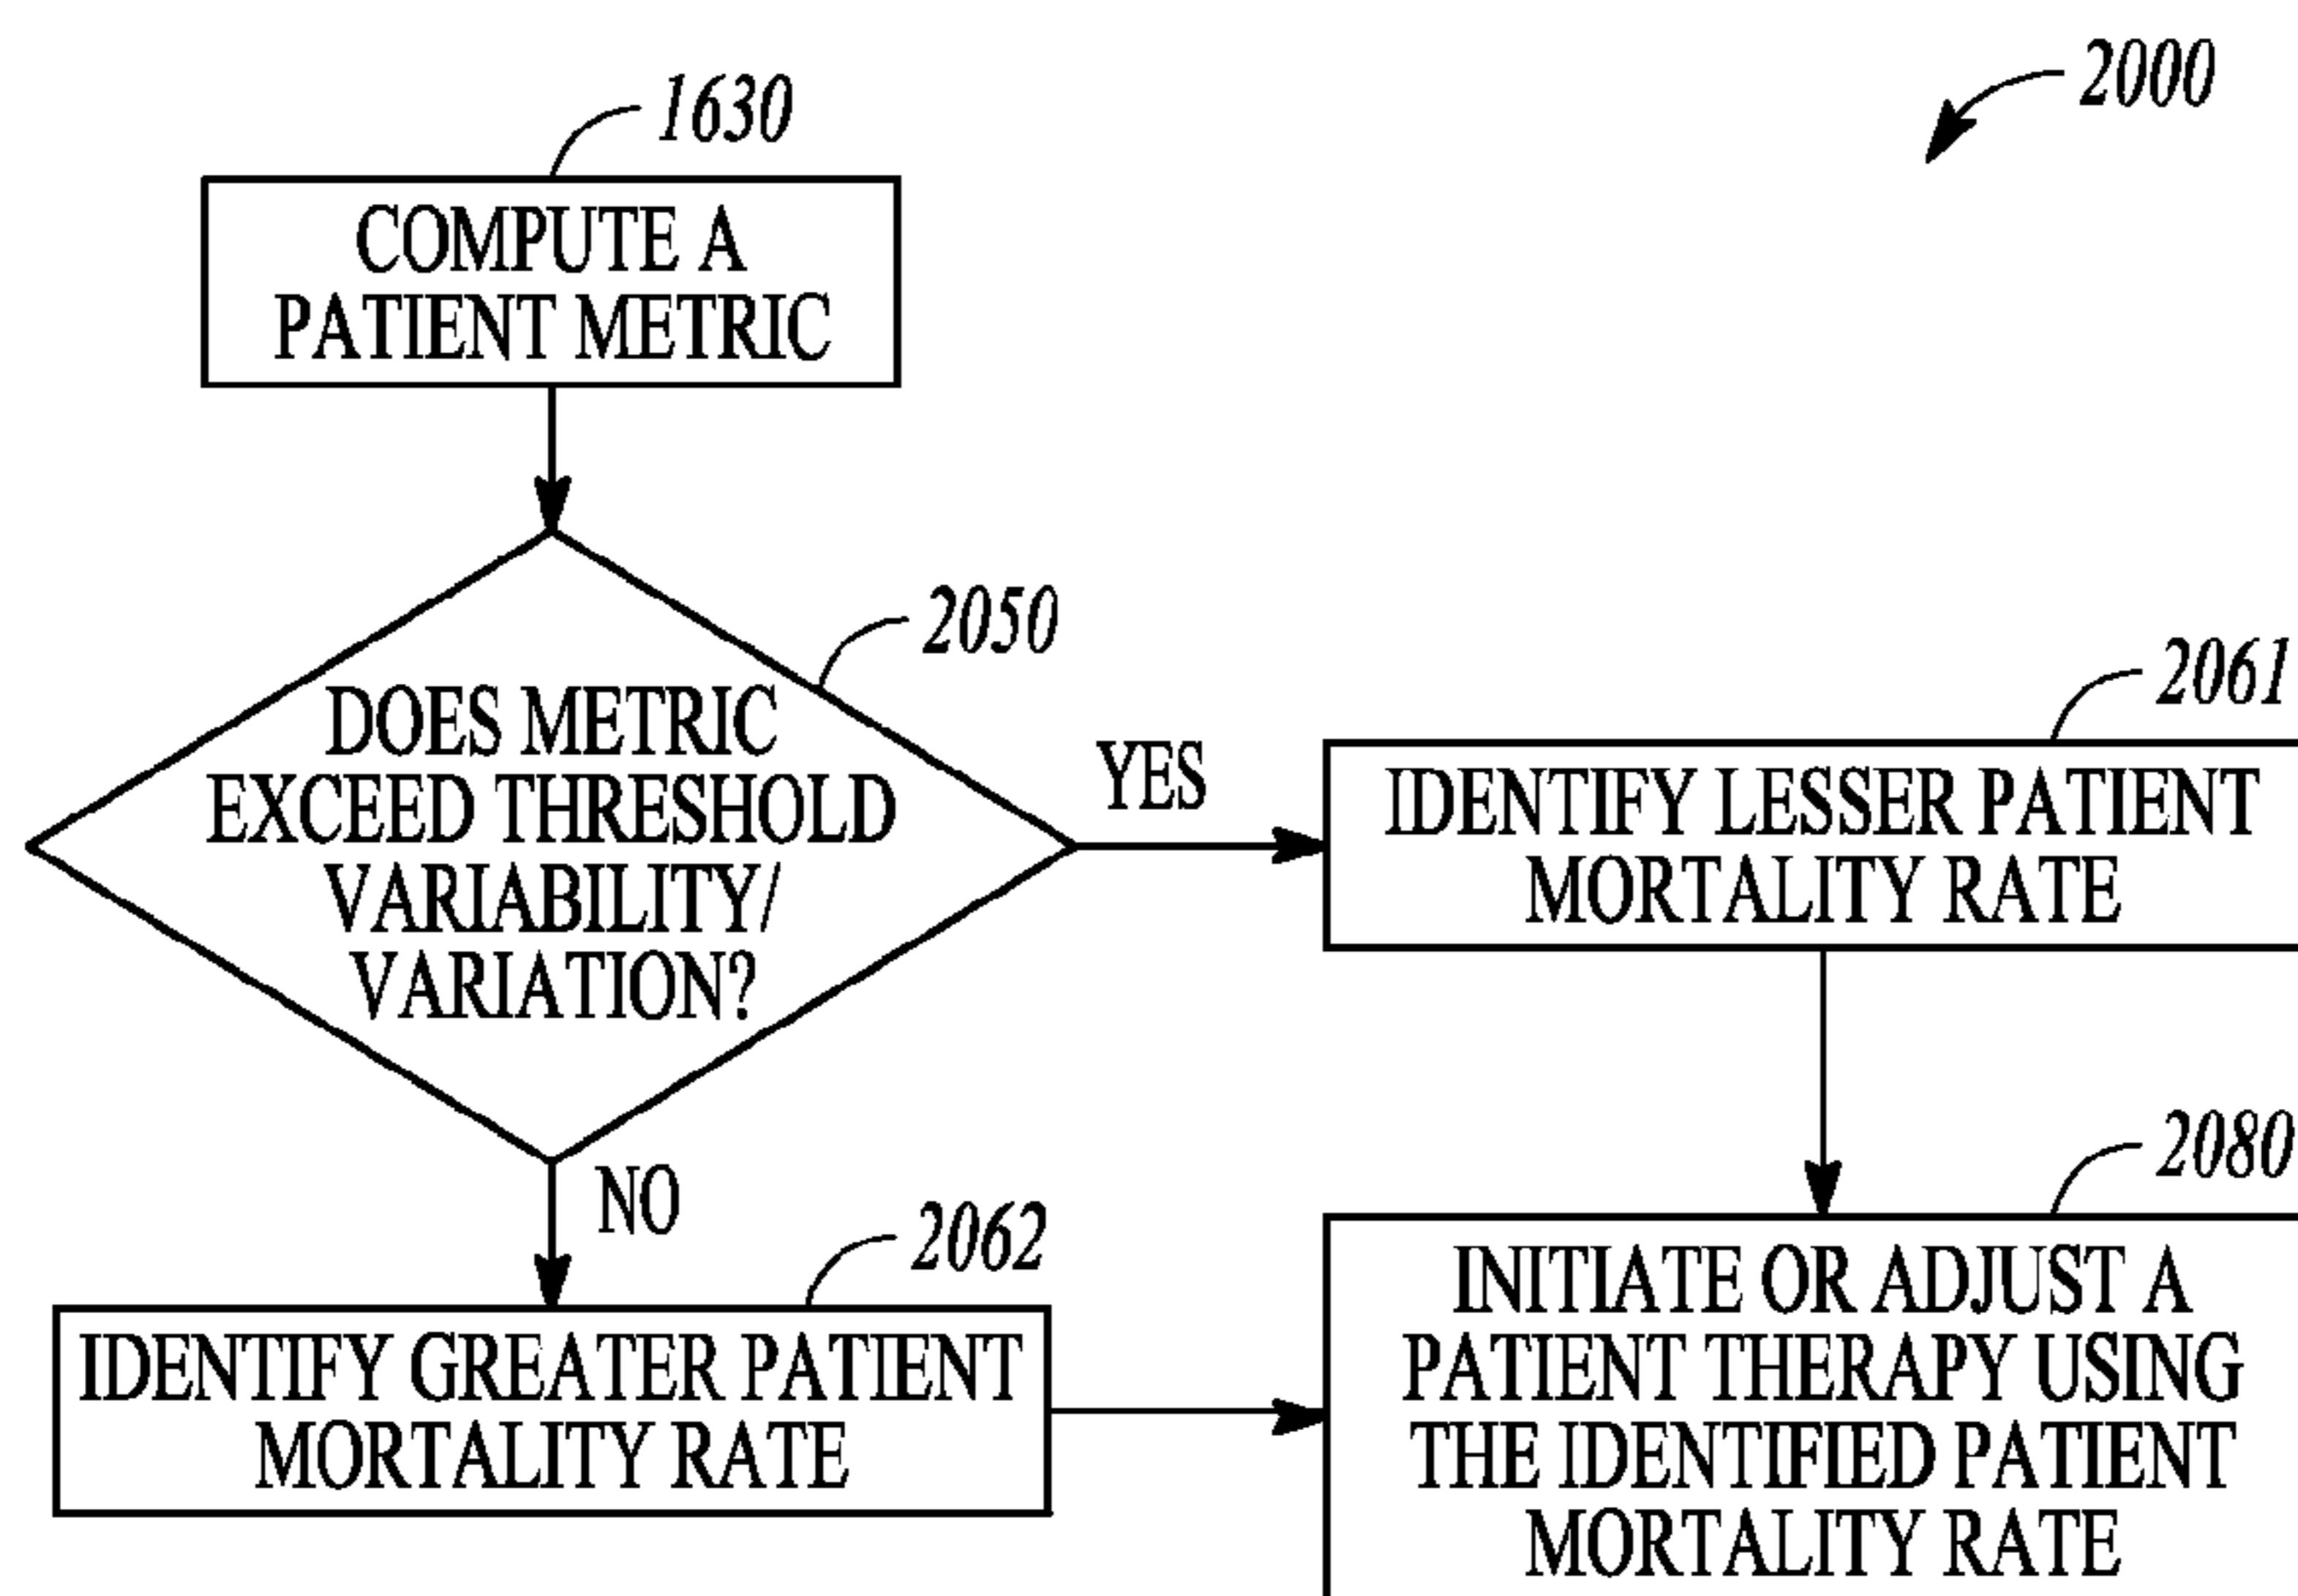 2000
1630
COMPUTE A
PATIENT METRIC
2050
DOES METRIC
EXCEED THRESHOLD
VARIABILITY/
VARIATION?
YES
2061
IDENTIFY LESSER PATIENT
MORTALITY RATE
NO
2062
IDENTIFY GREATER PATIENT
MORTALITY RATE
2080
INITIATE OR ADJUST A
PATIENT THERAPY USING
THE IDENTIFIED PATIENT
MORTALITY RATE